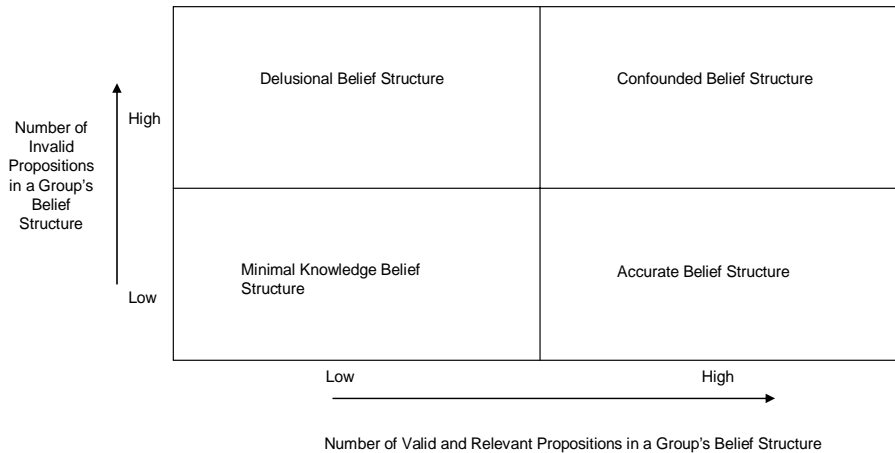 Delusional Belief Structure
Confounded Belief Structure
High
Number of
Invalid
Propositions
in a Group's
Belief
Structure
Minimal Knowledge Belief
Structure
Accurate Belief Structure
Low
Low
High
Number of Valid and Relevant Propositions in a Group's Belief Structure